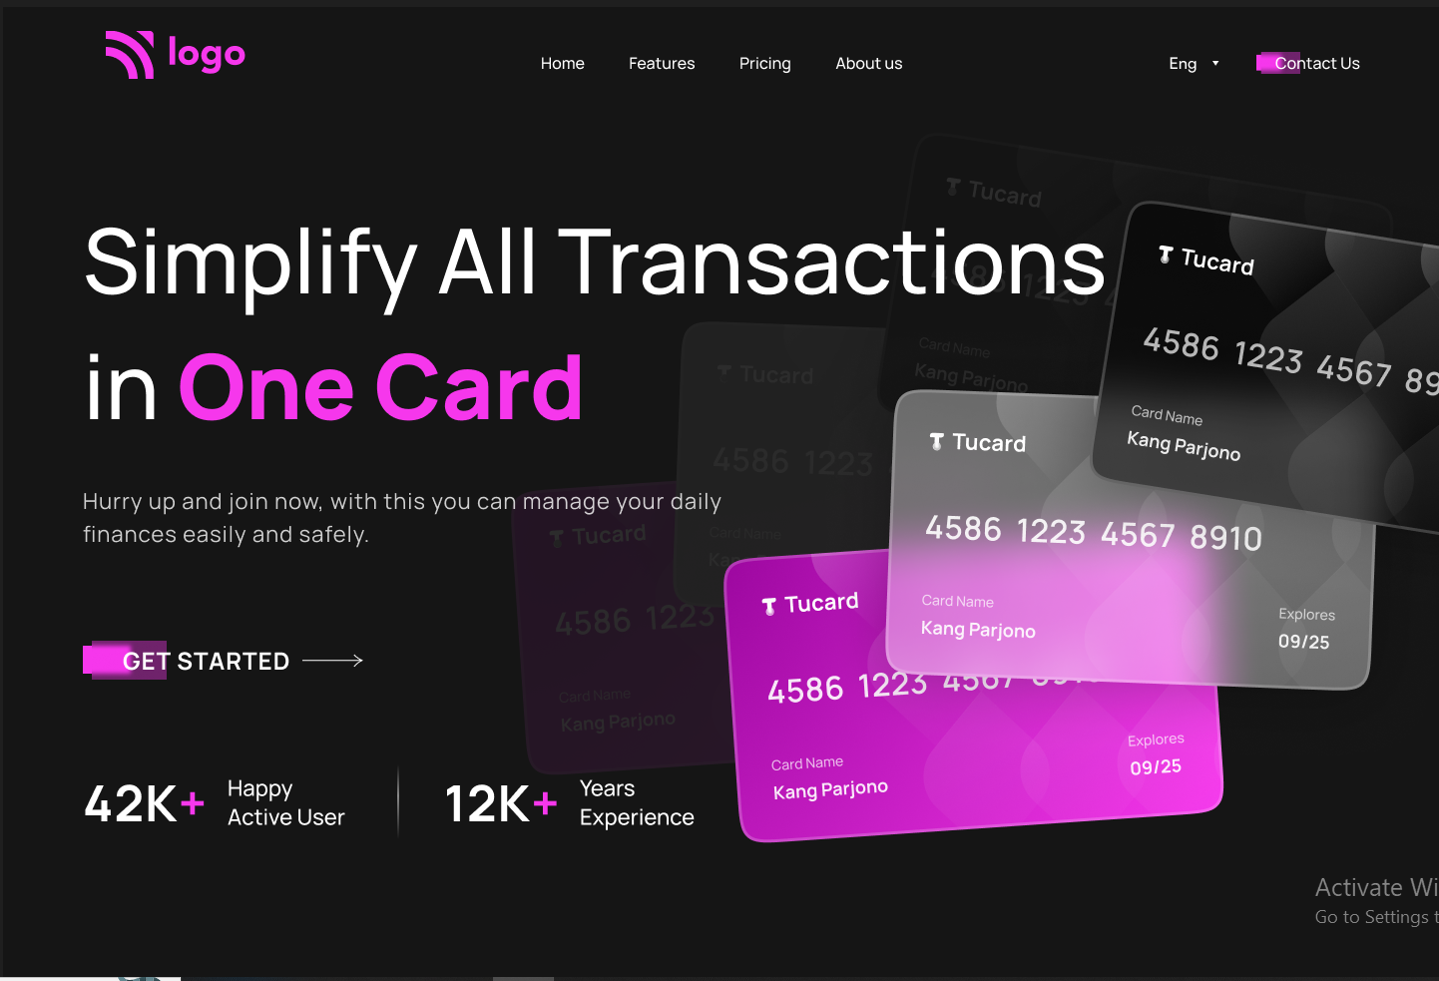 logo
Home Features Pricing About us Eng Contact Us
Simplify All Transactions
in One Card
Hurry up and join now, with this you can manage your daily
finances easily and safely.
GET STARTED
42K+ Happy
Active User
12K+ Years
Experience
Tucard
1223
Card Name
Kang Parjono
Tucard
4586 1223 4567
Card Name
Kang Parjono
Tucard
4586 1223
Card Name
Tucard
4586 1223 4567 8910
Card Name
Kang Parjono
Explores
09/25
Tucard
4586 1223
Card Name
Kang Parjono
Tucard
4586 1223 4567
Card Name
Kang Parjono
Explores
09/25
Activate
Go to Settings